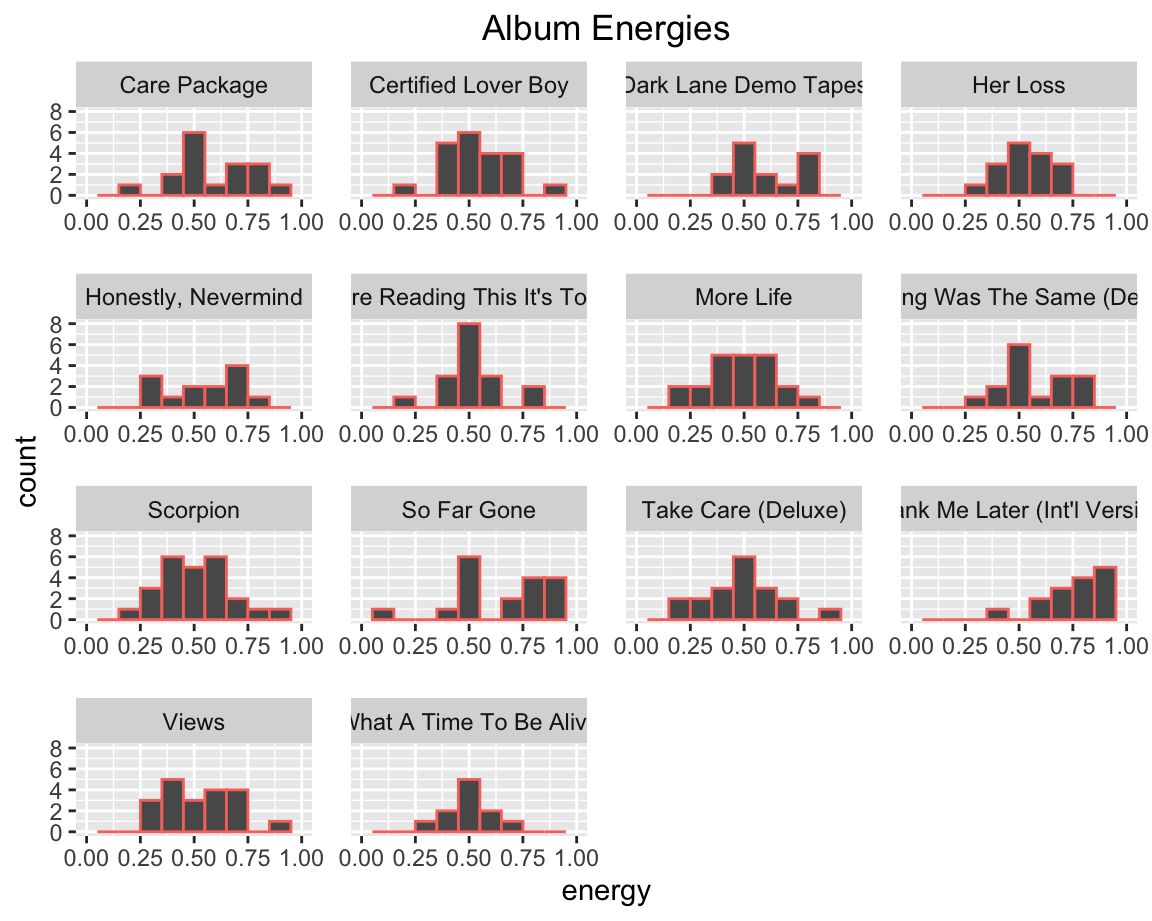 Album Energies
Care Package
Certified Lover Boy
Dark Lane Demo Tapes
Her Loss
8
6
4
2
0
0.00 0.25 0.50 0.75 1.00
0.00 0.25 0.50 0.75 1.00
0.00 0.25 0.50 0.75 1.00
0.00 0.25 0.50 0.75 1.00
Honestly, Nevermind
re Reading This It's To
More Life
ng Was The Same (De
8
6
4
2
0
0.00 0.25 0.50 0.75 1.00
0.00 0.25 0.50 0.75 1.00
0.00 0.25 0.50 0.75 1.00
0.00 0.25 0.50 0.75 1.00
count
Scorpion
So Far Gone
Take Care (Deluxe)
ank Me Later (Int'l Versi
8
6
4
2
0
0.00 0.25 0.50 0.75 1.00
0.00 0.25 0.50 0.75 1.00
0.00 0.25 0.50 0.75 1.00
0.00 0.25 0.50 0.75 1.00
Views
What A Time To Be Aliv
8
6
4
2
0
0.00 0.25 0.50 0.75 1.00
0.00 0.25 0.50 0.75 1.00
energy